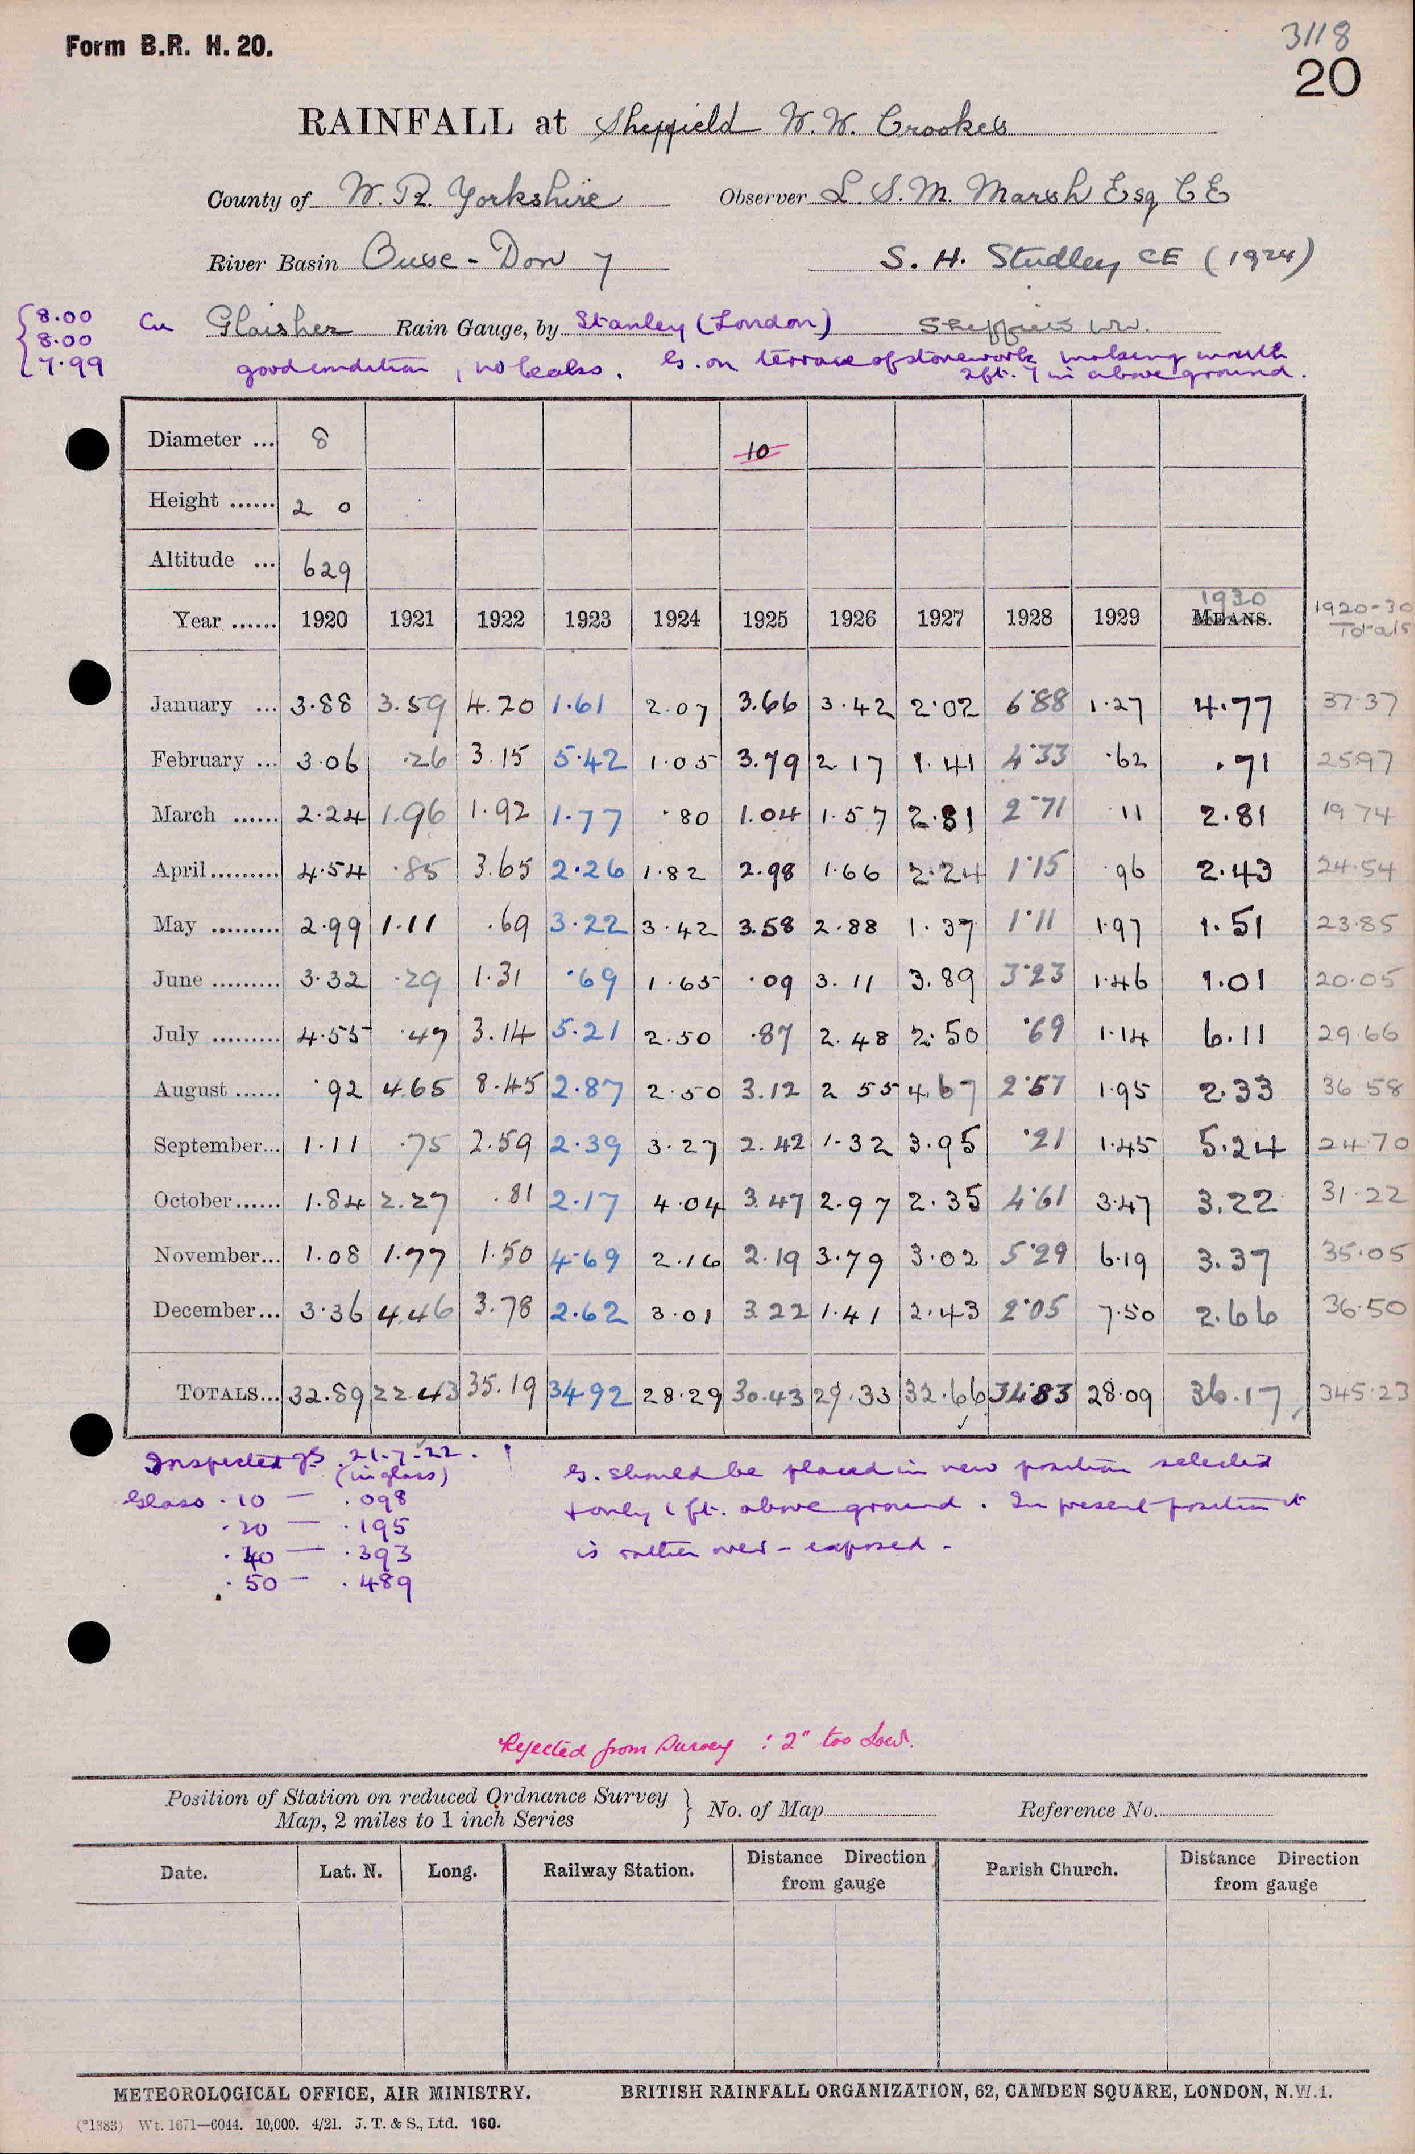 Form B.R. H. 20.
3118
20
RAINFALL at Sheffield W. W. Crookes
County of W. R. Yorkshire Observer L. S. M. Marsh Esq CE
River Basin Ouse - Don 7 S. H. Studley CE (1924)
8.00
8.00
7.99
Cu Glaisher Rain Gauge, by Stanley (London) Sheffield WW.
good condition, no leaks. G. on terrace of stonework making mouth
2ft. 7 in above ground.
Diameter ... 8 10
Height ...... 2 0
Altitude ... 629
Year ...... 1920 1921 1922 1923 1924 1925 1926 1927 1928 1929 1930 MEANS. 1920-30 Totals
January ... 3.88 3.59 4.70 1.61 2.07 3.66 3.42 2.02 6.88 1.27 4.77 37.37
February ... 3.06 .26 3.15 5.42 1.05 3.79 2 17 1.41 4.33 .62 .71 25.97
March ...... 2.24 1.96 1.92 1.77 .80 1.04 1.57 2.81 2.71 11 2.81 19 74
April......... 4.54 .85 3.65 2.26 1.82 2.98 1.66 2.24 1.15 .96 2.43 24.54
May ......... 2.99 1.11 .69 3.22 3.42 3.58 2.88 1.37 1.11 1.97 1.51 23.85
June ......... 3.32 .29 1.31 .69 1.65 .09 3.11 3.89 3.23 1.46 1.01 20.05
July ......... 4.55 .47 3.14 5.21 2.50 .87 2.48 2.50 .69 1.14 6.11 29.66
August ...... .92 4.65 8.45 2.87 2.50 3.12 2 55 4.67 2.57 1.95 2.33 36 58
September... 1.11 .75 2.59 2.39 3.27 2.42 1.32 3.95 .21 1.45 5.24 24.70
October...... 1.84 2.27 .81 2.17 4.04 3.47 2.97 2.35 4.61 3.47 3.22 31.22
November... 1.08 1.77 1.50 4.69 2.16 2.19 3.79 3.02 5.29 6.19 3.37 35.05
December... 3.36 4.46 3.78 2.62 3.01 3.22 1.41 2.43 2.05 7.50 2.66 36.50
TOTALS... 32.89 22.43 35.19 34.92 28.29 30.43 29.33 32.66 34.83 28.09 36.17 345.23
Inspected 21.7.22.
(in glass)
Glass .10 — .098
.20 — .195
.40 — .393
.50 — .489
G. should be placed in new position selected
& only 1 ft. above ground. In present position it
is rather over-exposed.
Rejected from Survey : 2" too Low.
Position of Station on reduced Ordnance Survey
Map, 2 miles to 1 inch Series
No. of Map Reference No.
Date. Lat. N. Long. Railway Station. Distance Direction from gauge Parish Church. Distance Direction from gauge
METEOROLOGICAL OFFICE, AIR MINISTRY. BRITISH RAINFALL ORGANIZATION, 62, CAMDEN SQUARE, LONDON, N.W.1.
(*1383) Wt. 1671—6044. 10,000. 4/21. J. T. & S., Ltd. 160.